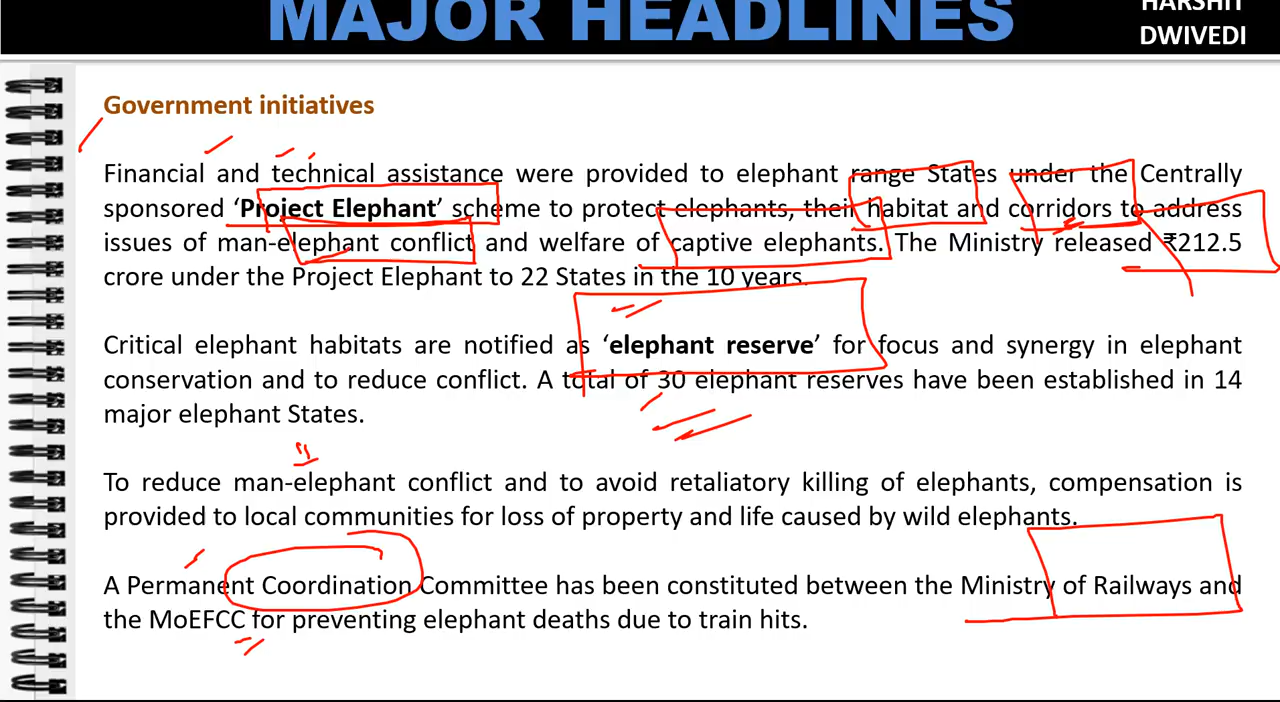 MAJOR HEADLINES
HARSHIT
DWIVEDI
Government initiatives
Financial and technical assistance were provided to elephant range States under the Centrally
sponsored ‘Project Elephant’ scheme to protect elephants, their habitat and corridors to address
issues of man-elephant conflict and welfare of captive elephants. The Ministry released ₹212.5
crore under the Project Elephant to 22 States in the 10 years.
Critical elephant habitats are notified as ‘elephant reserve’ for focus and synergy in elephant
conservation and to reduce conflict. A total of 30 elephant reserves have been established in 14
major elephant States.
To reduce man-elephant conflict and to avoid retaliatory killing of elephants, compensation is
provided to local communities for loss of property and life caused by wild elephants.
A Permanent Coordination Committee has been constituted between the Ministry of Railways and
the MoEFCC for preventing elephant deaths due to train hits.